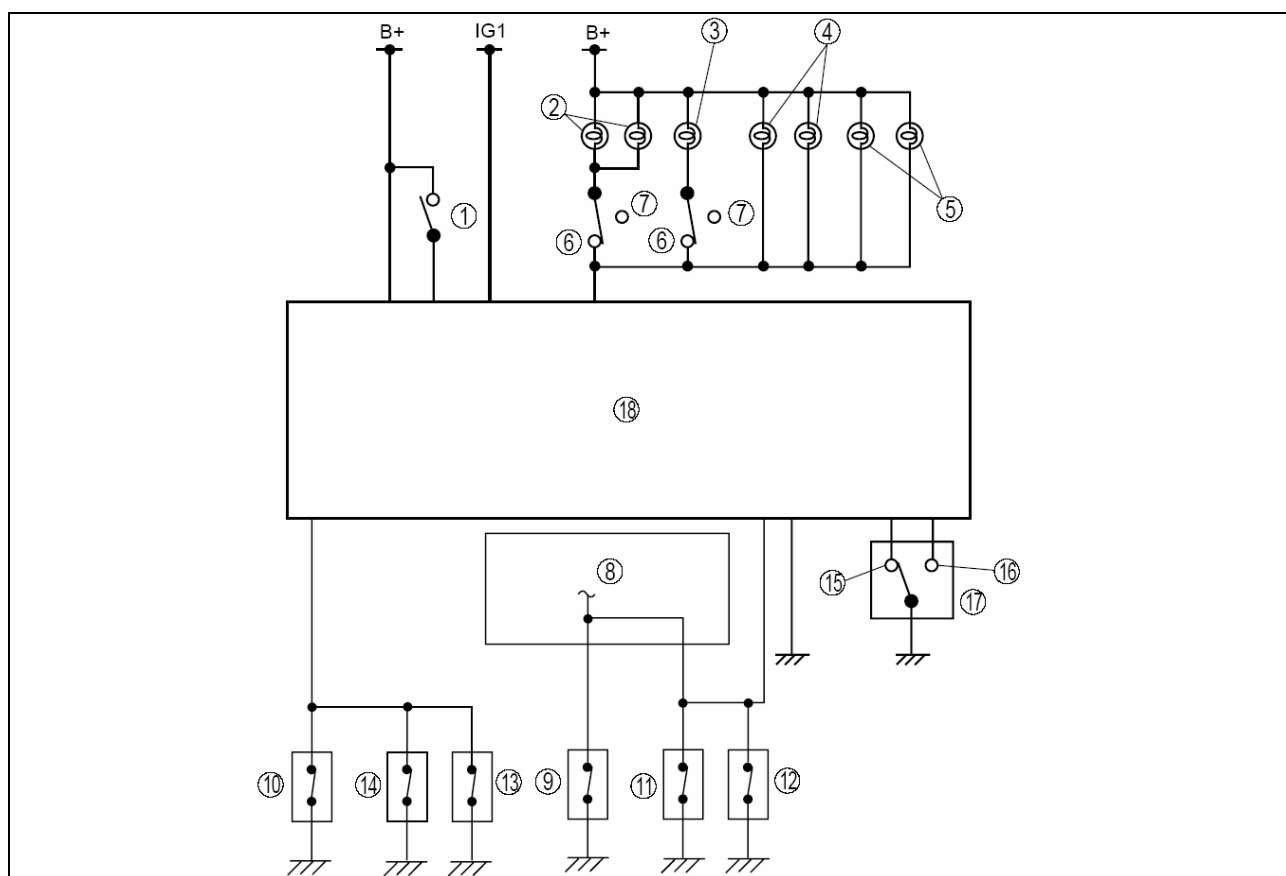 B+ IG1 B+
③ ④
②
① ⑦ ⑦ ⑤
⑥ ⑥
⑱
⑧ ⑮ ⑯
⑰
⑩ ⑭ ⑬ ⑨ ⑪ ⑫